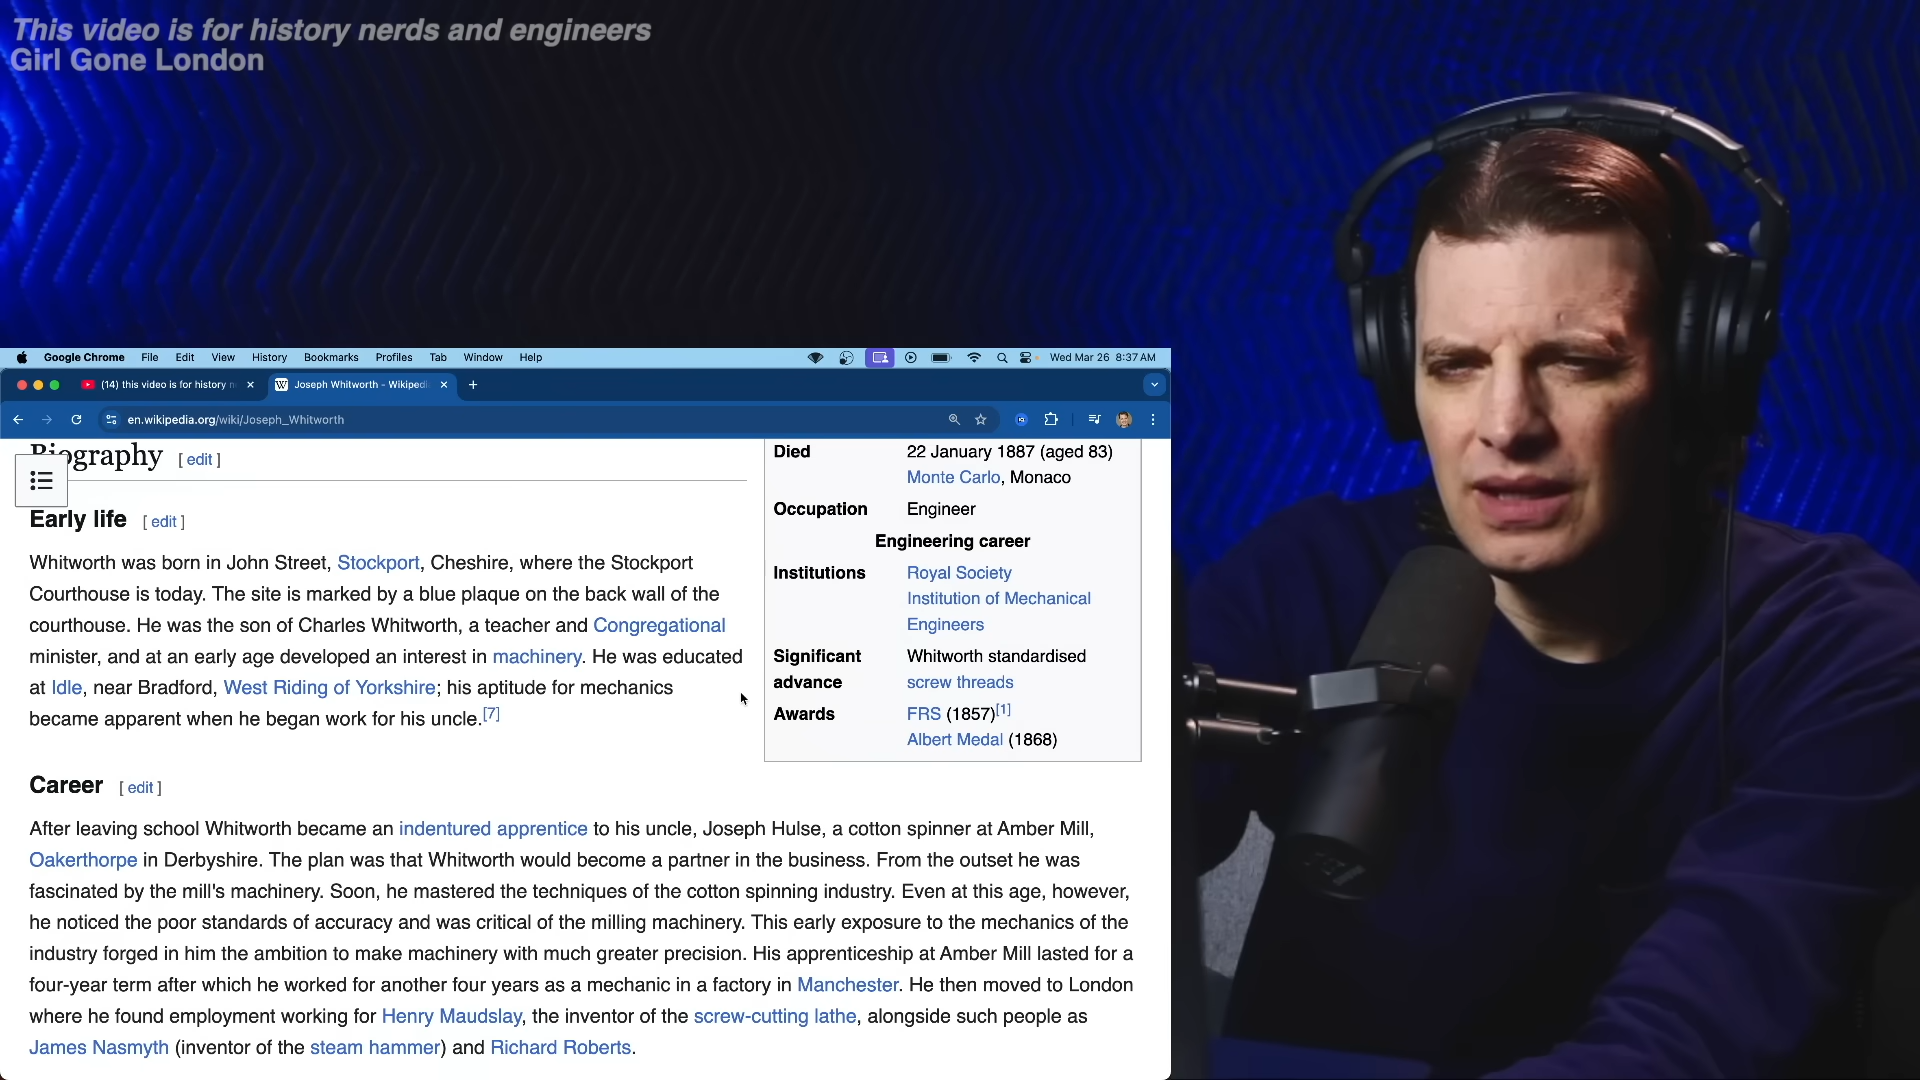 This video is for history nerds and engineers
Girl Gone London
Google Chrome File Edit View History Bookmarks Profiles Tab Window Help Wed Mar 26 8:37 AM
(14) this video is for history n
Joseph Whitworth - Wikipedi
en.wikipedia.org/wiki/Joseph_Whitworth
Biography [ edit ]
Early life [ edit ]
Whitworth was born in John Street, Stockport, Cheshire, where the Stockport
Courthouse is today. The site is marked by a blue plaque on the back wall of the
courthouse. He was the son of Charles Whitworth, a teacher and Congregational
minister, and at an early age developed an interest in machinery. He was educated
at Idle, near Bradford, West Riding of Yorkshire; his aptitude for mechanics
became apparent when he began work for his uncle.[7]
Died 22 January 1887 (aged 83)
Monte Carlo, Monaco
Occupation Engineer
Engineering career
Institutions Royal Society
Institution of Mechanical
Engineers
Significant Whitworth standardised
advance screw threads
Awards FRS (1857)[1]
Albert Medal (1868)
Career [ edit ]
After leaving school Whitworth became an indentured apprentice to his uncle, Joseph Hulse, a cotton spinner at Amber Mill,
Oakerthorpe in Derbyshire. The plan was that Whitworth would become a partner in the business. From the outset he was
fascinated by the mill's machinery. Soon, he mastered the techniques of the cotton spinning industry. Even at this age, however,
he noticed the poor standards of accuracy and was critical of the milling machinery. This early exposure to the mechanics of the
industry forged in him the ambition to make machinery with much greater precision. His apprenticeship at Amber Mill lasted for a
four-year term after which he worked for another four years as a mechanic in a factory in Manchester. He then moved to London
where he found employment working for Henry Maudslay, the inventor of the screw-cutting lathe, alongside such people as
James Nasmyth (inventor of the steam hammer) and Richard Roberts.